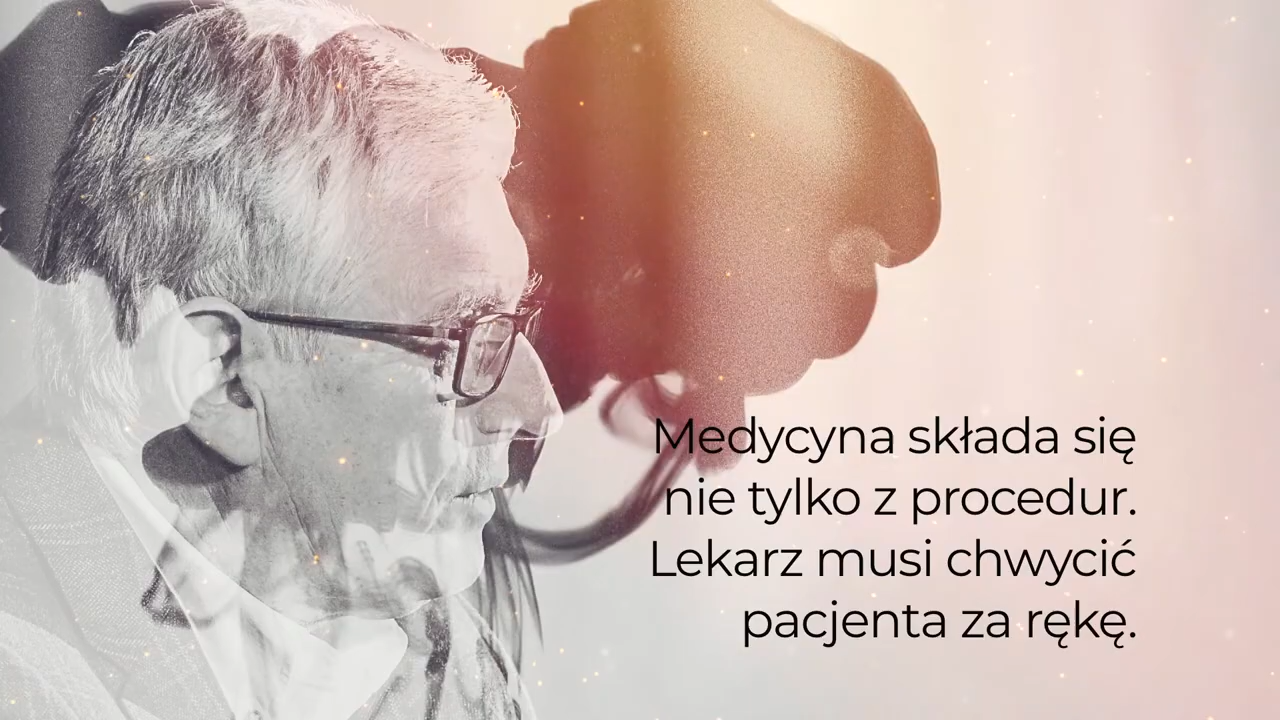 Medycyna składa się
nie tylko z procedur.
Lekarz musi chwycić
pacjenta za rękę.